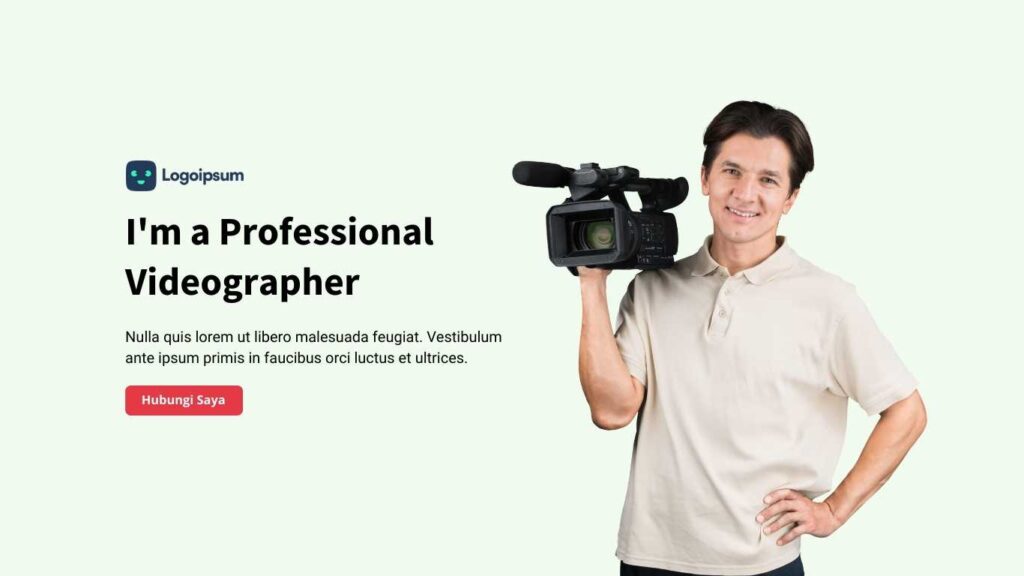 Logoipsum
I'm a Professional
Videographer
Nulla quis lorem ut libero malesuada feugiat. Vestibulum
ante ipsum primis in faucibus orci luctus et ultrices.
Hubungi Saya